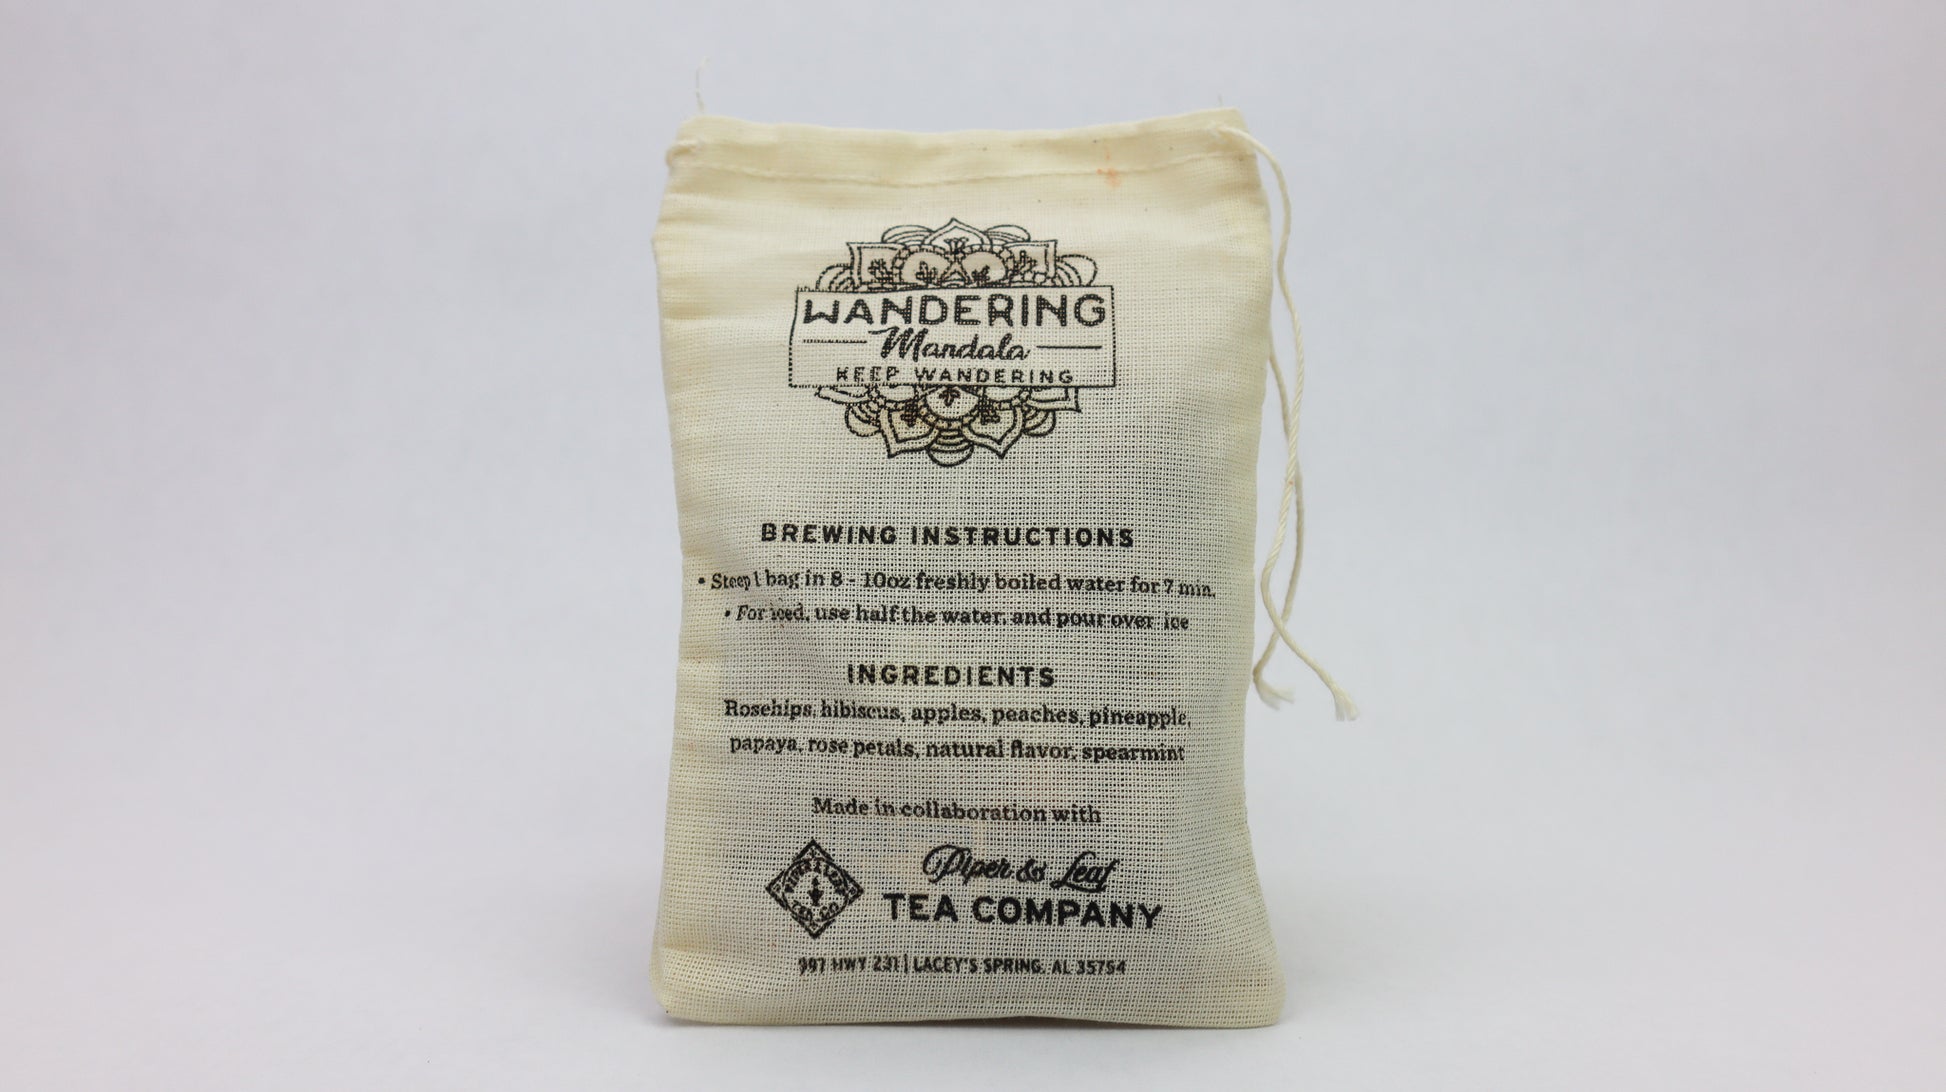 WANDERING
Mandala
KEEP WANDERING
BREWING INSTRUCTIONS
• Steep 1 bag in 8 - 10oz freshly boiled water for 7 min.
• For iced, use half the water, and pour over ice
INGREDIENTS
Rosehips, hibiscus, apples, peaches, pineapple,
papaya, rose petals, natural flavor, spearmint
Made in collaboration with
Piper & Leaf
TEA COMPANY
997 HWY 231 | LACEY'S SPRING, AL 35754